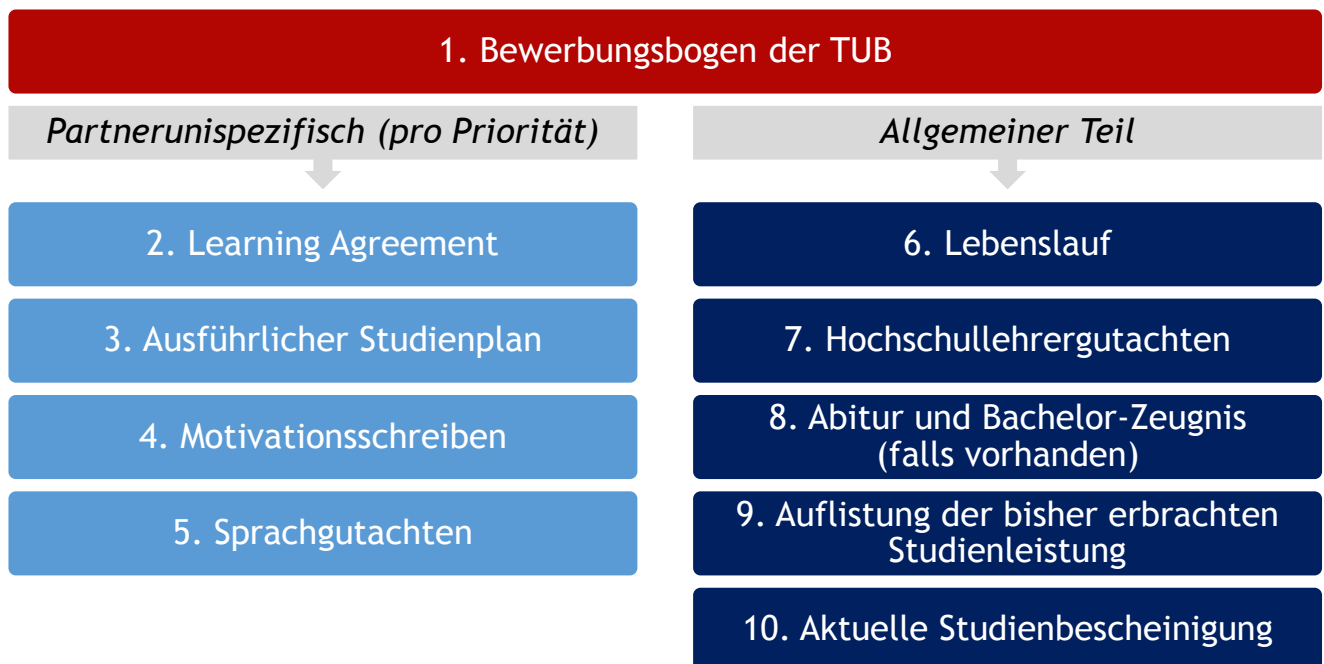 1. Bewerbungsbogen der TUB
Partnerunispezifisch (pro Priorität)
2. Learning Agreement
3. Ausführlicher Studienplan
4. Motivationsschreiben
5. Sprachgutachten
Allgemeiner Teil
6. Lebenslauf
7. Hochschullehrergutachten
8. Abitur und Bachelor-Zeugnis
(falls vorhanden)
9. Auflistung der bisher erbrachten
Studienleistung
10. Aktuelle Studienbescheinigung